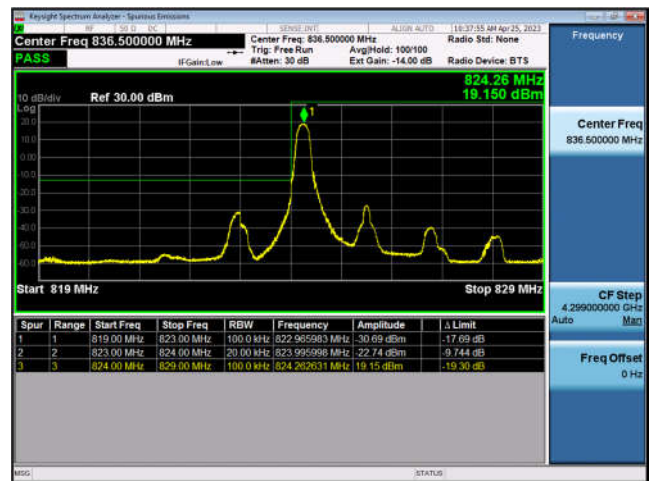 Keysight Spectrum Analyzer - Spurious Emissions
RF 50 Ω DC SENSE:INT ALIGN AUTO 10:37:55 AM Apr 25, 2023
Center Freq 836.500000 MHz
Center Freq: 836.500000 MHz Radio Std: None
Trig: Free Run Avg|Hold: 100/100
PASS IFGain:Low #Atten: 30 dB Ext Gain: -14.00 dB Radio Device: BTS
824.26 MHz
10 dB/div Ref 30.00 dBm 19.150 dBm
Log
20.0
10.0
0.00
-10.0
-20.0
-30.0
-40.0
-50.0
-60.0
1
Start 819 MHz Stop 829 MHz
Spur Range Start Freq Stop Freq RBW Frequency Amplitude Δ Limit
1 1 819.00 MHz 823.00 MHz 100.0 kHz 822.965983 MHz -30.69 dBm -17.69 dB
2 2 823.00 MHz 824.00 MHz 20.00 kHz 823.995998 MHz -22.74 dBm -9.744 dB
3 3 824.00 MHz 829.00 MHz 100.0 kHz 824.262631 MHz 19.15 dBm -19.30 dB
MSG STATUS
Frequency
Center Freq
836.500000 MHz
CF Step
4.299000000 GHz
Auto Man
Freq Offset
0 Hz